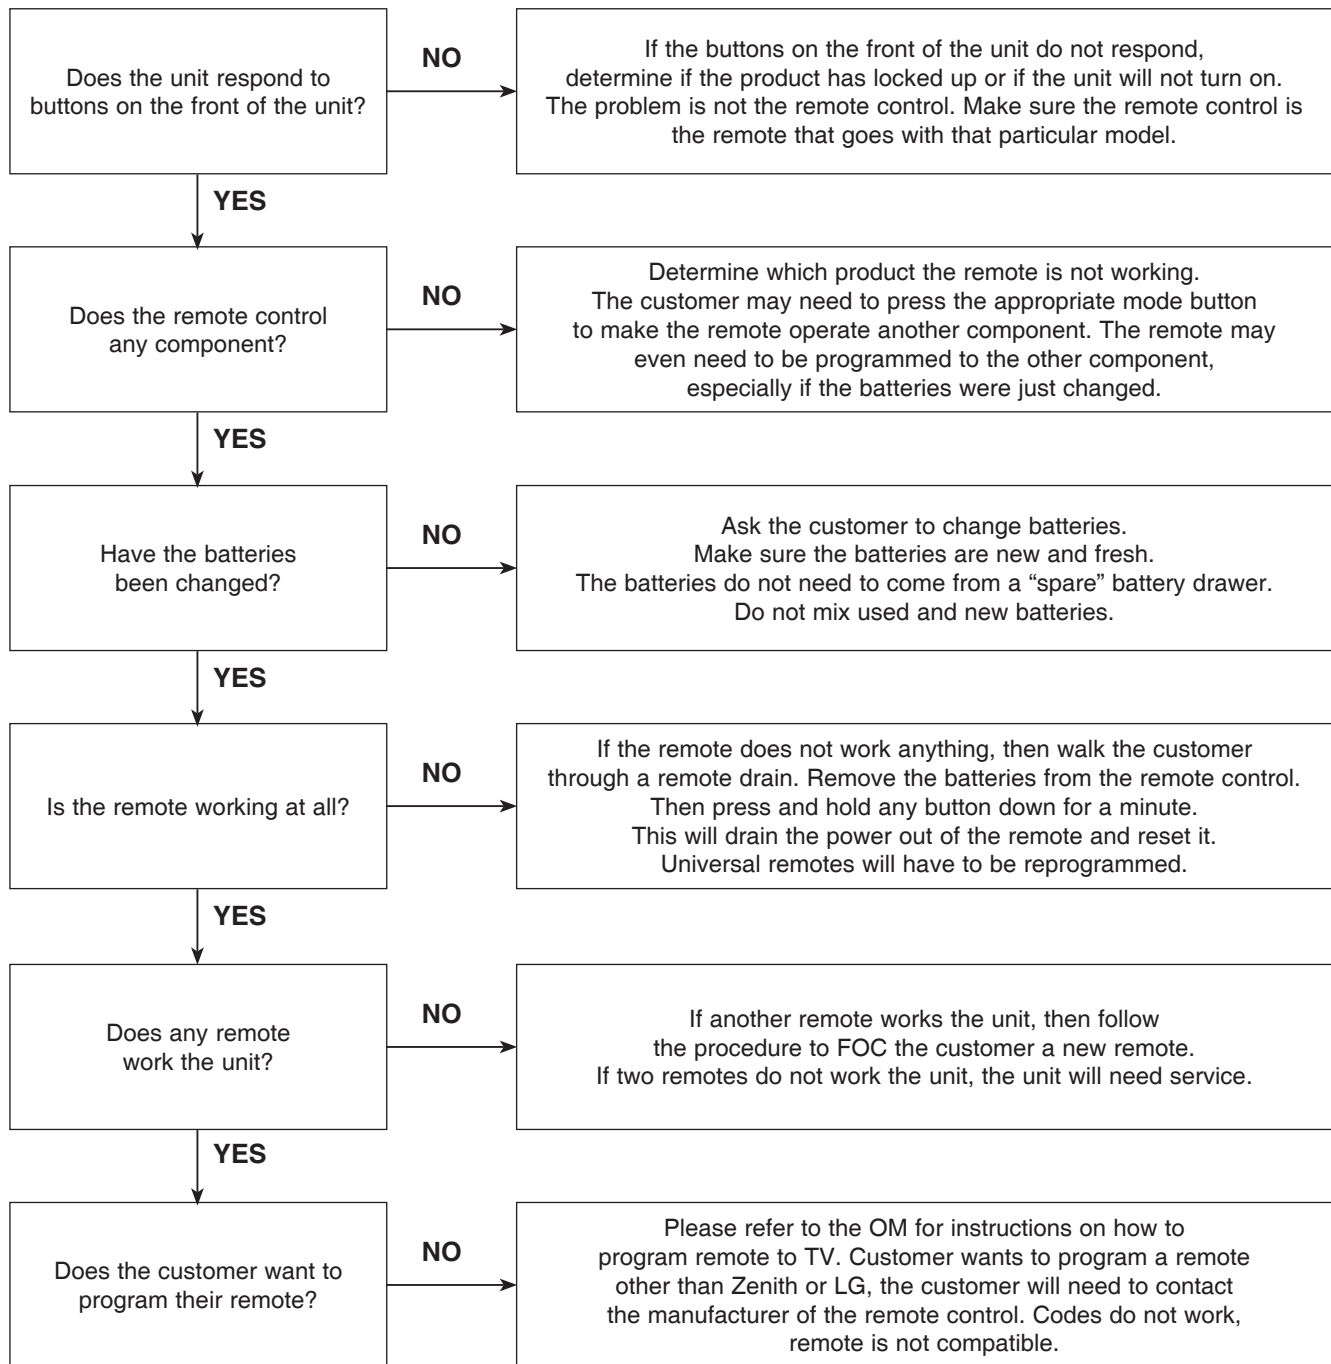 Does the unit respond to
buttons on the front of the unit?
NO
If the buttons on the front of the unit do not respond,
determine if the product has locked up or if the unit will not turn on.
The problem is not the remote control. Make sure the remote control is
the remote that goes with that particular model.
YES
Does the remote control
any component?
NO
Determine which product the remote is not working.
The customer may need to press the appropriate mode button
to make the remote operate another component. The remote may
even need to be programmed to the other component,
especially if the batteries were just changed.
YES
Have the batteries
been changed?
NO
Ask the customer to change batteries.
Make sure the batteries are new and fresh.
The batteries do not need to come from a “spare” battery drawer.
Do not mix used and new batteries.
YES
Is the remote working at all?
NO
If the remote does not work anything, then walk the customer
through a remote drain. Remove the batteries from the remote control.
Then press and hold any button down for a minute.
This will drain the power out of the remote and reset it.
Universal remotes will have to be reprogrammed.
YES
Does any remote
work the unit?
NO
If another remote works the unit, then follow
the procedure to FOC the customer a new remote.
If two remotes do not work the unit, the unit will need service.
YES
Does the customer want to
program their remote?
NO
Please refer to the OM for instructions on how to
program remote to TV. Customer wants to program a remote
other than Zenith or LG, the customer will need to contact
the manufacturer of the remote control. Codes do not work,
remote is not compatible.